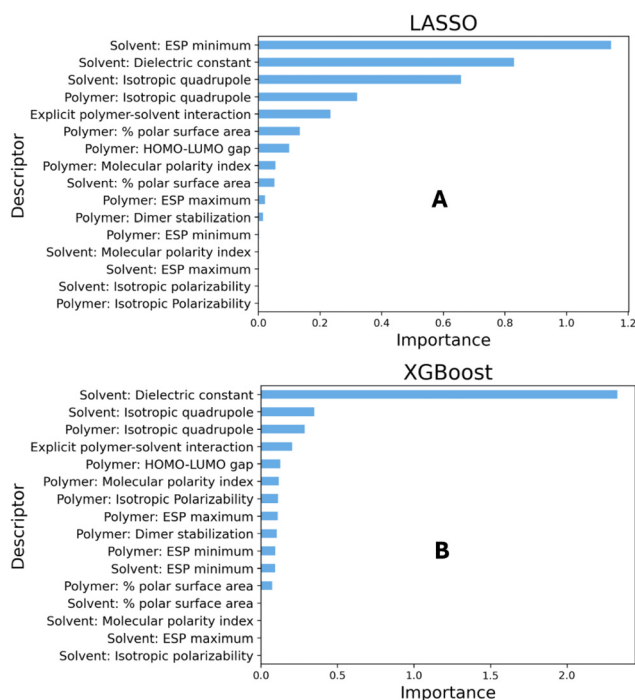 LASSO
Descriptor
Solvent: ESP minimum
Solvent: Dielectric constant
Solvent: Isotropic quadrupole
Polymer: Isotropic quadrupole
Explicit polymer-solvent interaction
Polymer: % polar surface area
Polymer: HOMO-LUMO gap
Polymer: Molecular polarity index
Solvent: % polar surface area
Polymer: ESP maximum
Polymer: Dimer stabilization
Polymer: ESP minimum
Solvent: Molecular polarity index
Solvent: ESP maximum
Solvent: Isotropic polarizability
Polymer: Isotropic Polarizability
A
0.0 0.2 0.4 0.6 0.8 1.0 1.2
Importance
XGBoost
Descriptor
Solvent: Dielectric constant
Solvent: Isotropic quadrupole
Polymer: Isotropic quadrupole
Explicit polymer-solvent interaction
Polymer: HOMO-LUMO gap
Polymer: Molecular polarity index
Polymer: Isotropic Polarizability
Polymer: ESP maximum
Polymer: Dimer stabilization
Polymer: ESP minimum
Solvent: ESP minimum
Polymer: % polar surface area
Solvent: % polar surface area
Solvent: Molecular polarity index
Solvent: ESP maximum
Solvent: Isotropic polarizability
B
0.0 0.5 1.0 1.5 2.0
Importance